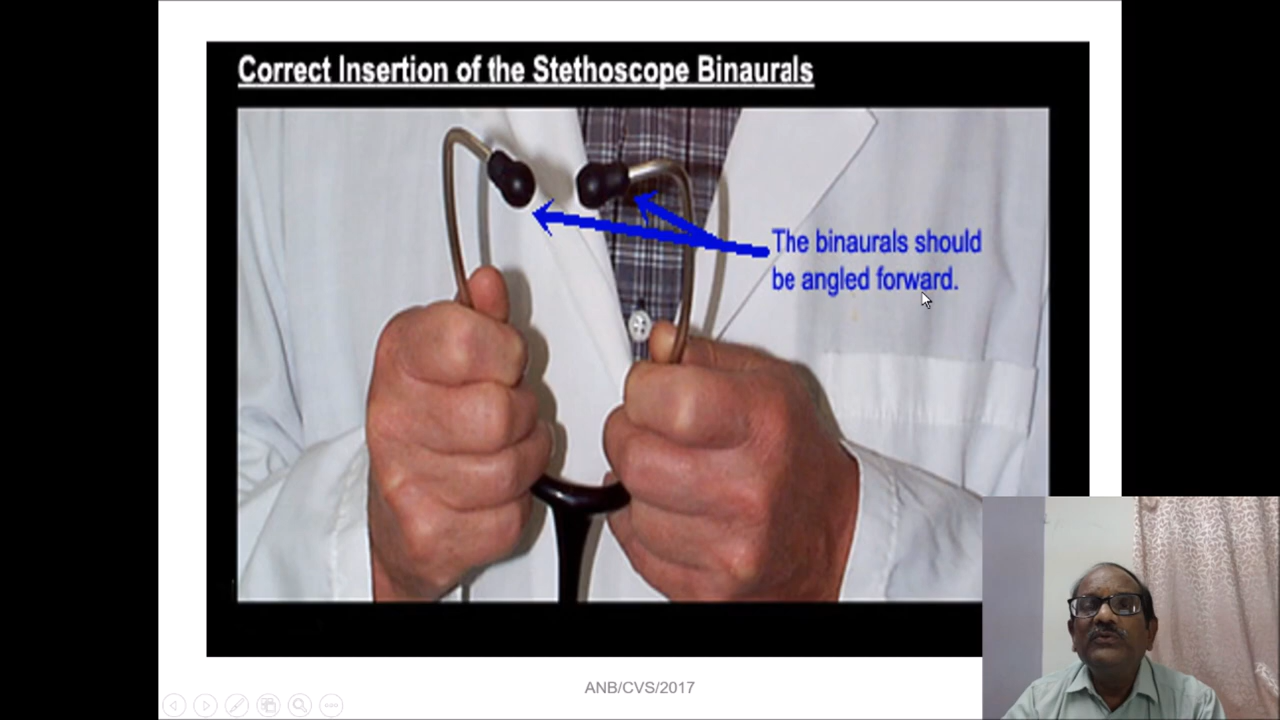 Correct Insertion of the Stethoscope Binaurals
The binaurals should
be angled forward.
ANB/CVS/2017